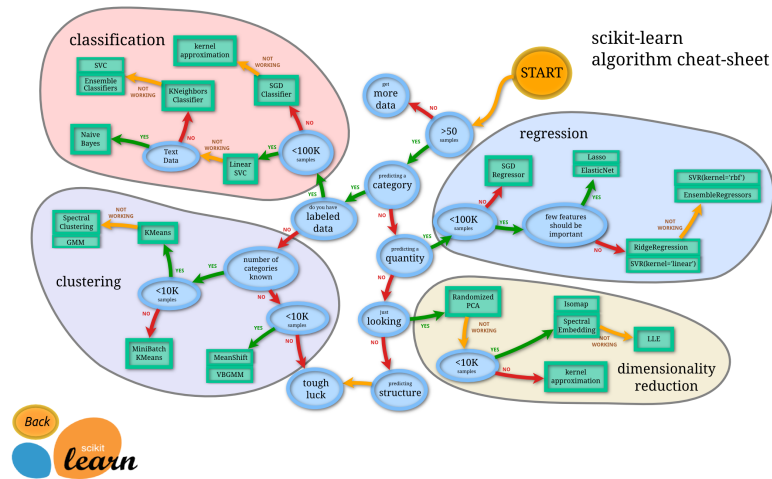 scikit-learn
algorithm cheat-sheet
START
classification
kernel
approximation
NOT
WORKING
SVC
Ensemble
Classifiers
NOT
WORKING
KNeighbors
Classifier
SGD
Classifier
NO
Naive
Bayes
YES
Text
Data
NO
NOT
WORKING
Linear
SVC
YES
<100K
samples
YES
get
more
data
NO
>50
samples
YES
predicting a
category
YES
NO
do you have
labeled
data
NO
predicting a
quantity
YES
NO
just
looking
YES
NO
predicting
structure
tough
luck
regression
SGD
Regressor
NO
<100K
samples
YES
Lasso
ElasticNet
YES
few features
should be
important
NO
SVR(kernel='rbf')
EnsembleRegressors
NOT
WORKING
RidgeRegression
SVR(kernel='linear')
clustering
Spectral
Clustering
GMM
NOT
WORKING
KMeans
YES
<10K
samples
NO
MiniBatch
KMeans
YES
number of
categories
known
NO
<10K
samples
YES
NO
MeanShift
VBGMM
dimensionality
reduction
Randomized
PCA
NOT
WORKING
<10K
samples
YES
NO
Isomap
Spectral
Embedding
NOT
WORKING
LLE
kernel
approximation
Back
scikit
learn